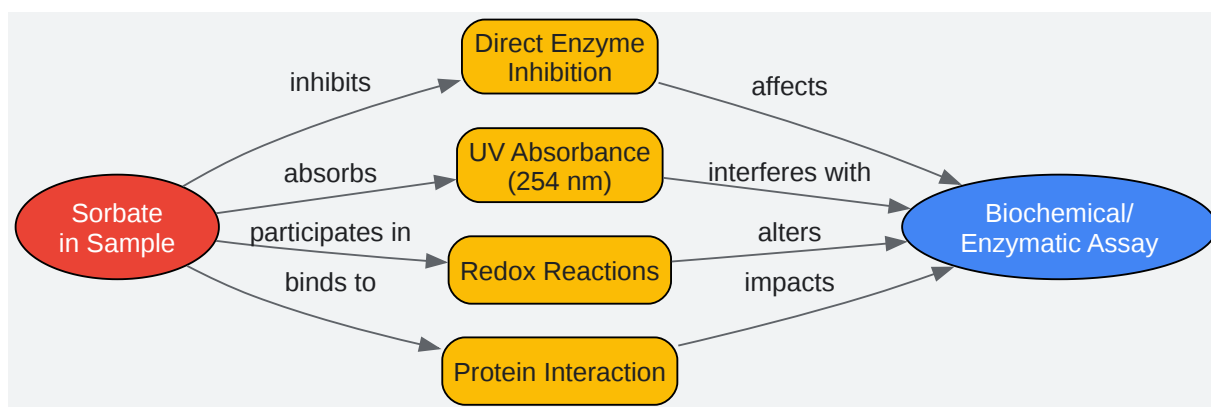 Direct Enzyme
Inhibition
inhibits
affects
UV Absorbance
(254 nm)
absorbs
interferes with
Sorbate
in Sample
participates in
Redox Reactions
alters
Biochemical/
Enzymatic Assay
binds to
impacts
Protein Interaction